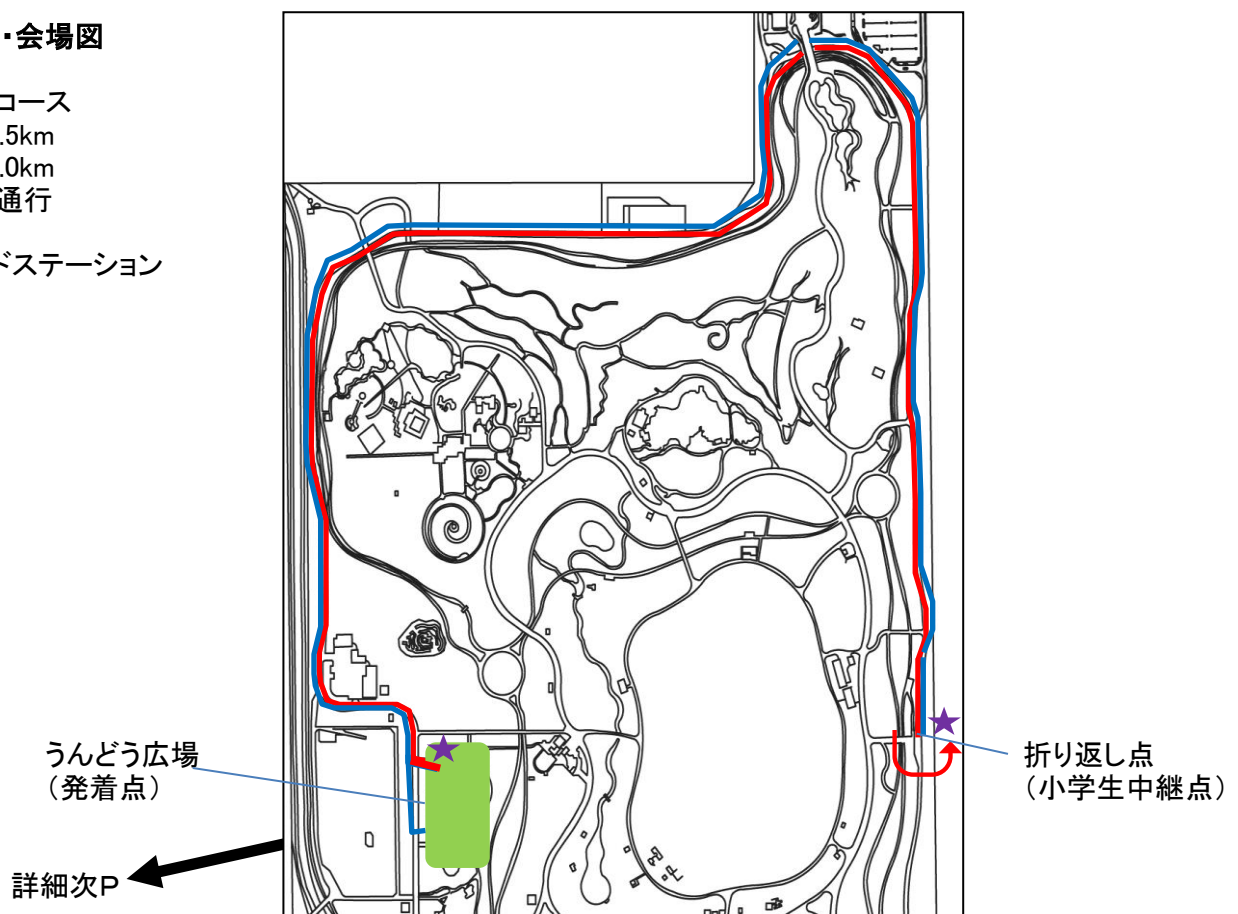 ・会場図
コース
.5km
.0km
通行
ドステーション
うんどう広場
（発着点）
折り返し点
（小学生中継点）
詳細次P